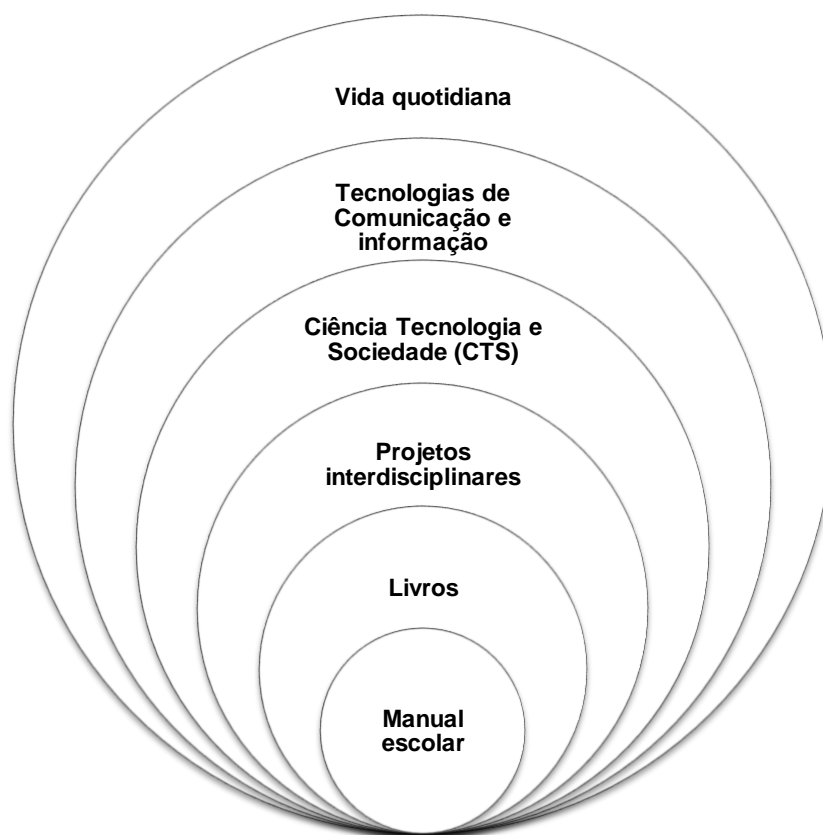 Vida quotidiana
Tecnologias de
Comunicação e
informação
Ciência Tecnologia e
Sociedade (CTS)
Projetos
interdisciplinares
Livros
Manual
escolar